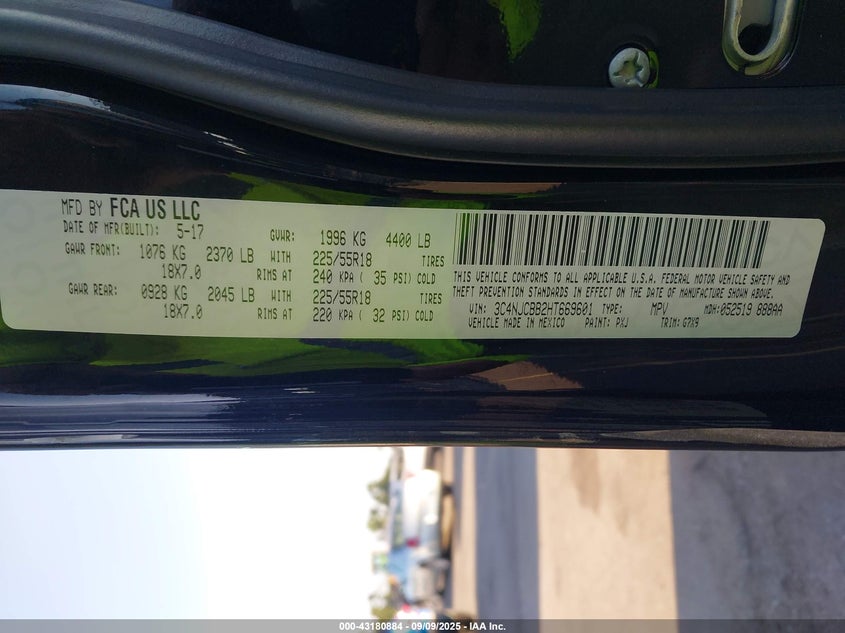 MFD BY FCA US LLC
DATE OF MFR(BUILT): 5-17 GVWR: 1996 KG 4400 LB
GAWR FRONT: 1076 KG 2370 LB WITH 225/55R18 TIRES
18X7.0 RIMS AT 240 KPA ( 35 PSI) COLD
GAWR REAR: 0928 KG 2045 LB WITH 225/55R18 TIRES
18X7.0 RIMS AT 220 KPA ( 32 PSI) COLD
THIS VEHICLE CONFORMS TO ALL APPLICABLE U.S.A. FEDERAL MOTOR VEHICLE SAFETY AND
THEFT PREVENTION STANDARDS IN EFFECT ON THE DATE OF MANUFACTURE SHOWN ABOVE.
VIN: 3C4NJCBB2HT669601 TYPE: MPV MDH:052519 888AA
VEHICLE MADE IN MEXICO PAINT: PXJ TRIM: G7X9
000-43180884 - 09/09/2025 - IAA Inc.